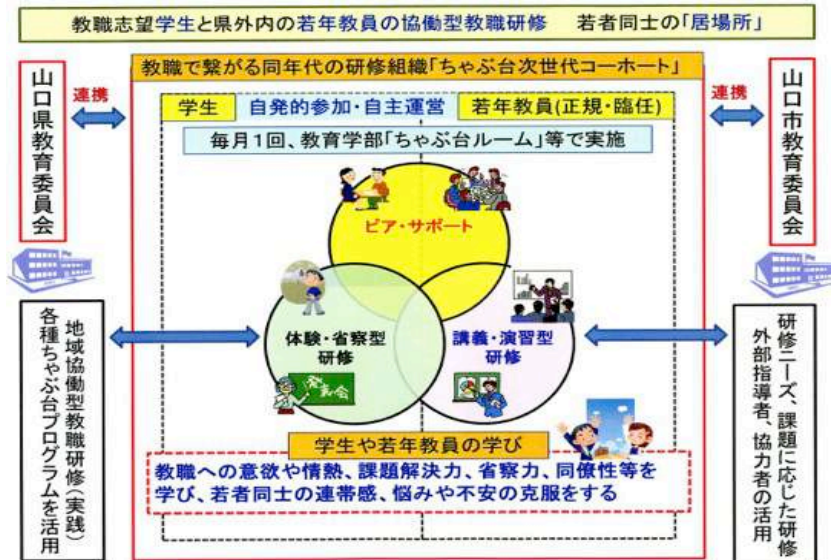 教職志望学生と県外内の若年教員の協働型教職研修　若者同士の「居場所」
教職で繋がる同年代の研修組織「ちゃぶ台次世代コーホート」
山口県教育委員会
連携
連携
山口市教育委員会
学生　自発的参加・自主運営　若年教員(正規・臨任)
毎月1回、教育学部「ちゃぶ台ルーム」等で実施
ピア・サポート
体験・省察型
研修
講義・演習型
研修
発表会
地域協働型教職研修(実践)
各種ちゃぶ台プログラムを活用
研修ニーズ、課題に応じた研修
外部指導者、協力者の活用
学生や若年教員の学び
教職への意欲や情熱、課題解決力、省察力、同僚性等を
学び、若者同士の連帯感、悩みや不安の克服をする